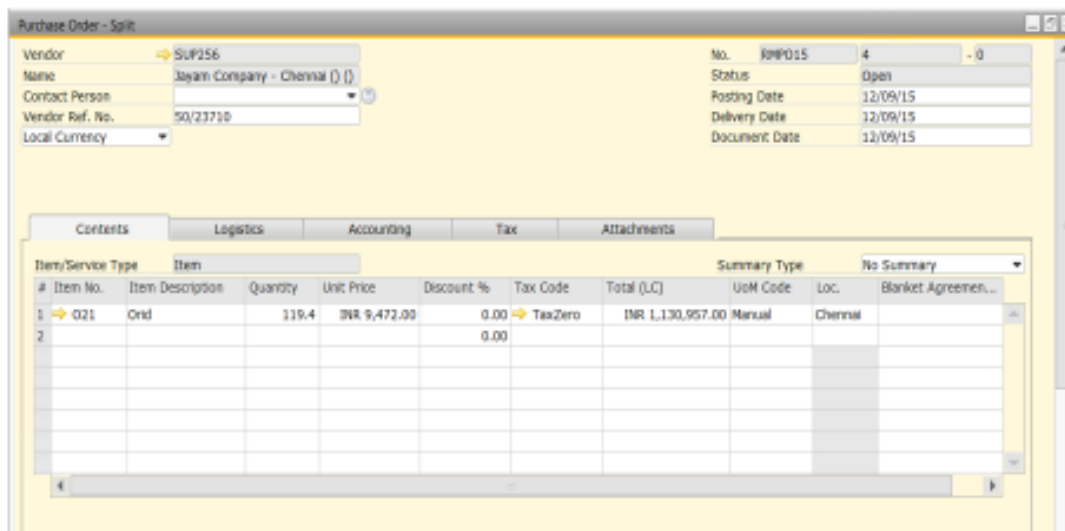 Purchase Order - Split
Vendor SUP256 No. RMPO15 4 - 0
Name Jayam Company - Chennai () () Status Open
Contact Person Posting Date 12/09/15
Vendor Ref. No. 50/23710 Delivery Date 12/09/15
Local Currency Document Date 12/09/15
Contents Logistics Accounting Tax Attachments
Item/Service Type Item Summary Type No Summary
# Item No. Item Description Quantity Unit Price Discount % Tax Code Total (LC) UoM Code Loc. Blanket Agreemen...
1 O21 Orid 119.4 INR 9,472.00 0.00 TaxZero INR 1,130,957.00 Manual Chennai
2 0.00